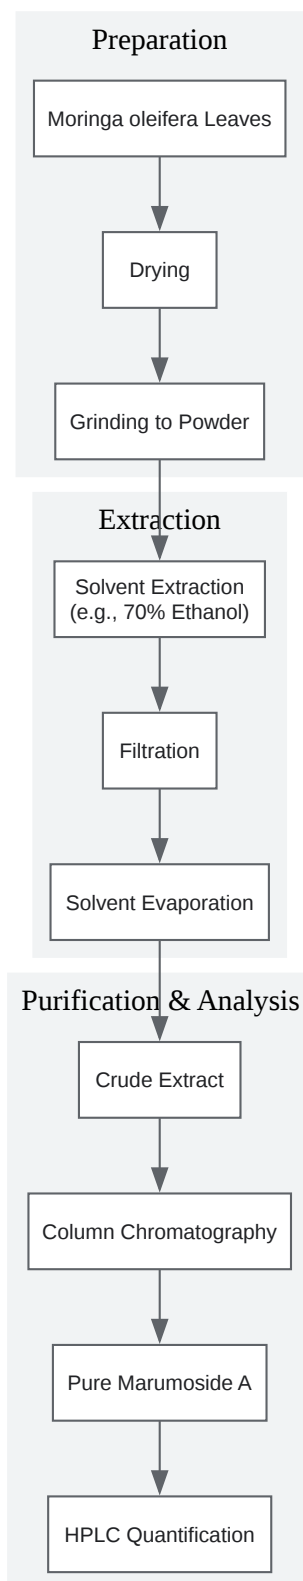 Preparation
Moringa oleifera Leaves
Drying
Grinding to Powder
Extraction
Solvent Extraction
(e.g., 70% Ethanol)
Filtration
Solvent Evaporation
Purification & Analysis
Crude Extract
Column Chromatography
Pure Marumoside A
HPLC Quantification